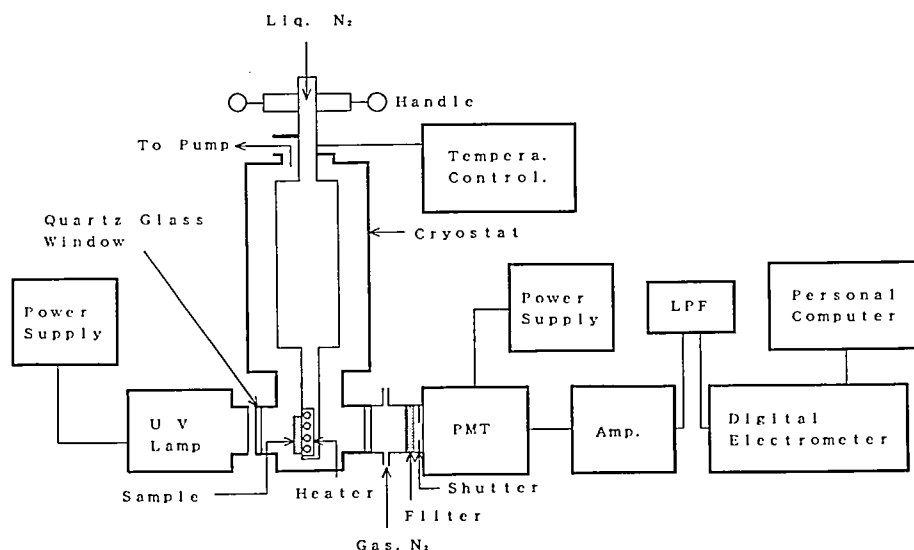 Liq. N₂
Handle
To Pump
Tempera.
Control.
Quartz Glass
Window
Cryostat
Power
Supply
Power
Supply
LPF
Personal
Computer
UV
Lamp
PMT
Amp.
Digital
Electrometer
Sample
Heater
Shutter
Filter
Gas. N₂